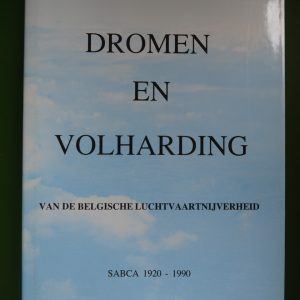 DROMEN
EN
VOLHARDING
VAN DE BELGISCHE LUCHTVAARTNIJVERHEID
SABCA 1920 - 1990